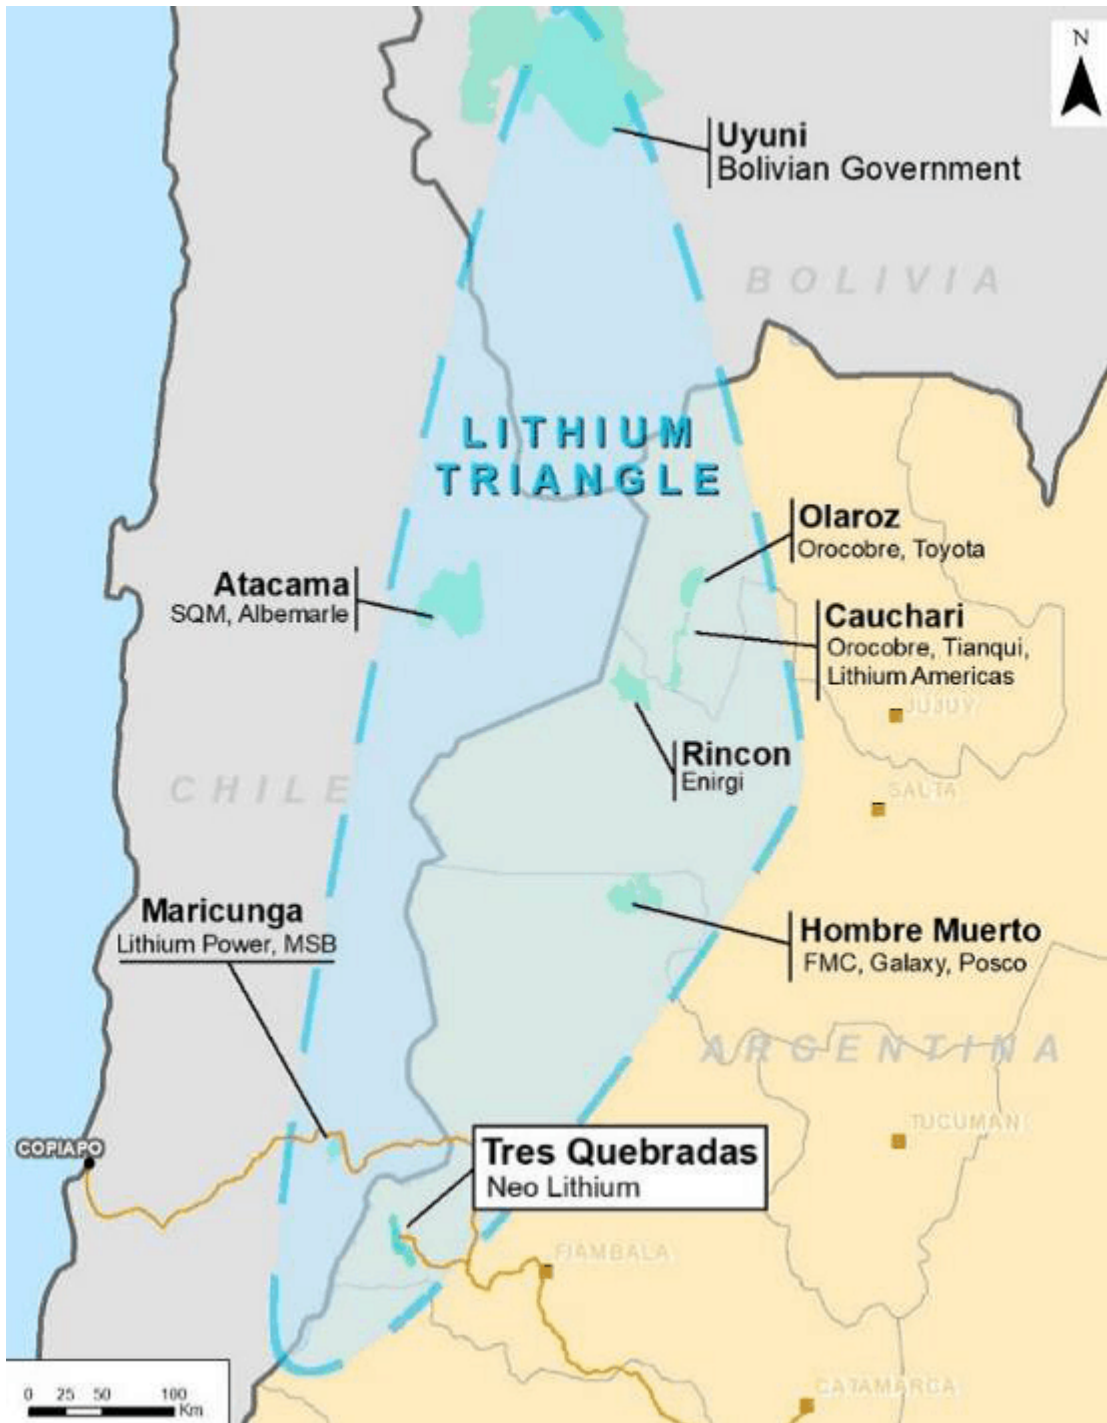 N
Uyuni
Bolivian Government
BOLIVIA
LITHIUM
TRIANGLE
Olaroz
Orocobre, Toyota
Atacama
SQM, Albemarle
Cauchari
Orocobre, Tianqui,
Lithium Americas
JUJUY
Rincon
Enirgi
CHILE
SALTA
Maricunga
Lithium Power, MSB
Hombre Muerto
FMC, Galaxy, Posco
ARGENTINA
TUCUMAN
COPIAPO
Tres Quebradas
Neo Lithium
FIAMBALA
CATAMARCA
0 25 50 100
Km